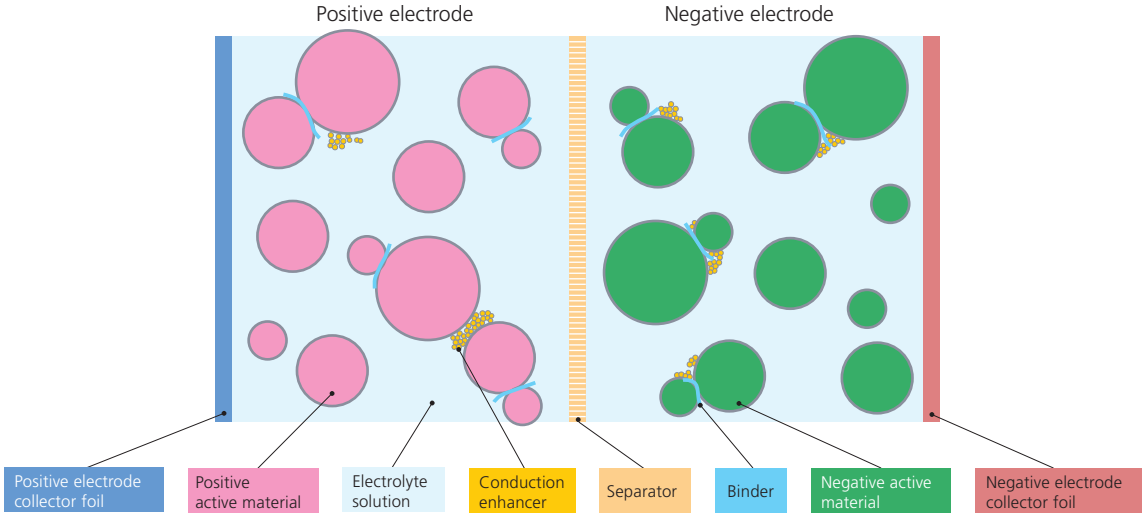 Positive electrode
Negative electrode
Positive electrode
collector foil
Positive
active material
Electrolyte
solution
Conduction
enhancer
Separator
Binder
Negative active
material
Negative electrode
collector foil